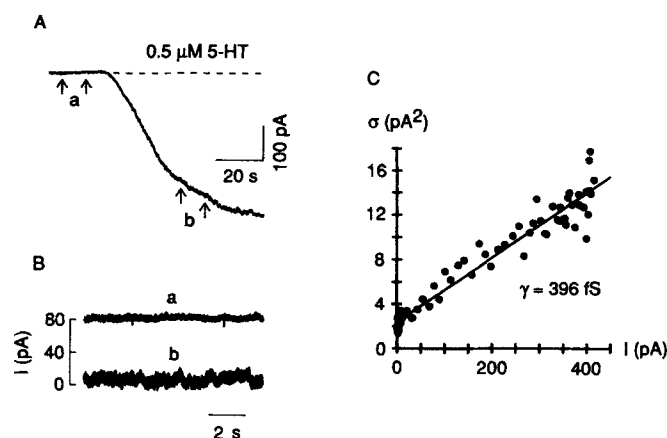 A
0.5 µM 5-HT
a
b
100 pA
20 s
B
a
b
I (pA)
80
40
0
2 s
C
σ (pA²)
16
12
8
4
0
0
200
400
I (pA)
γ = 396 fS